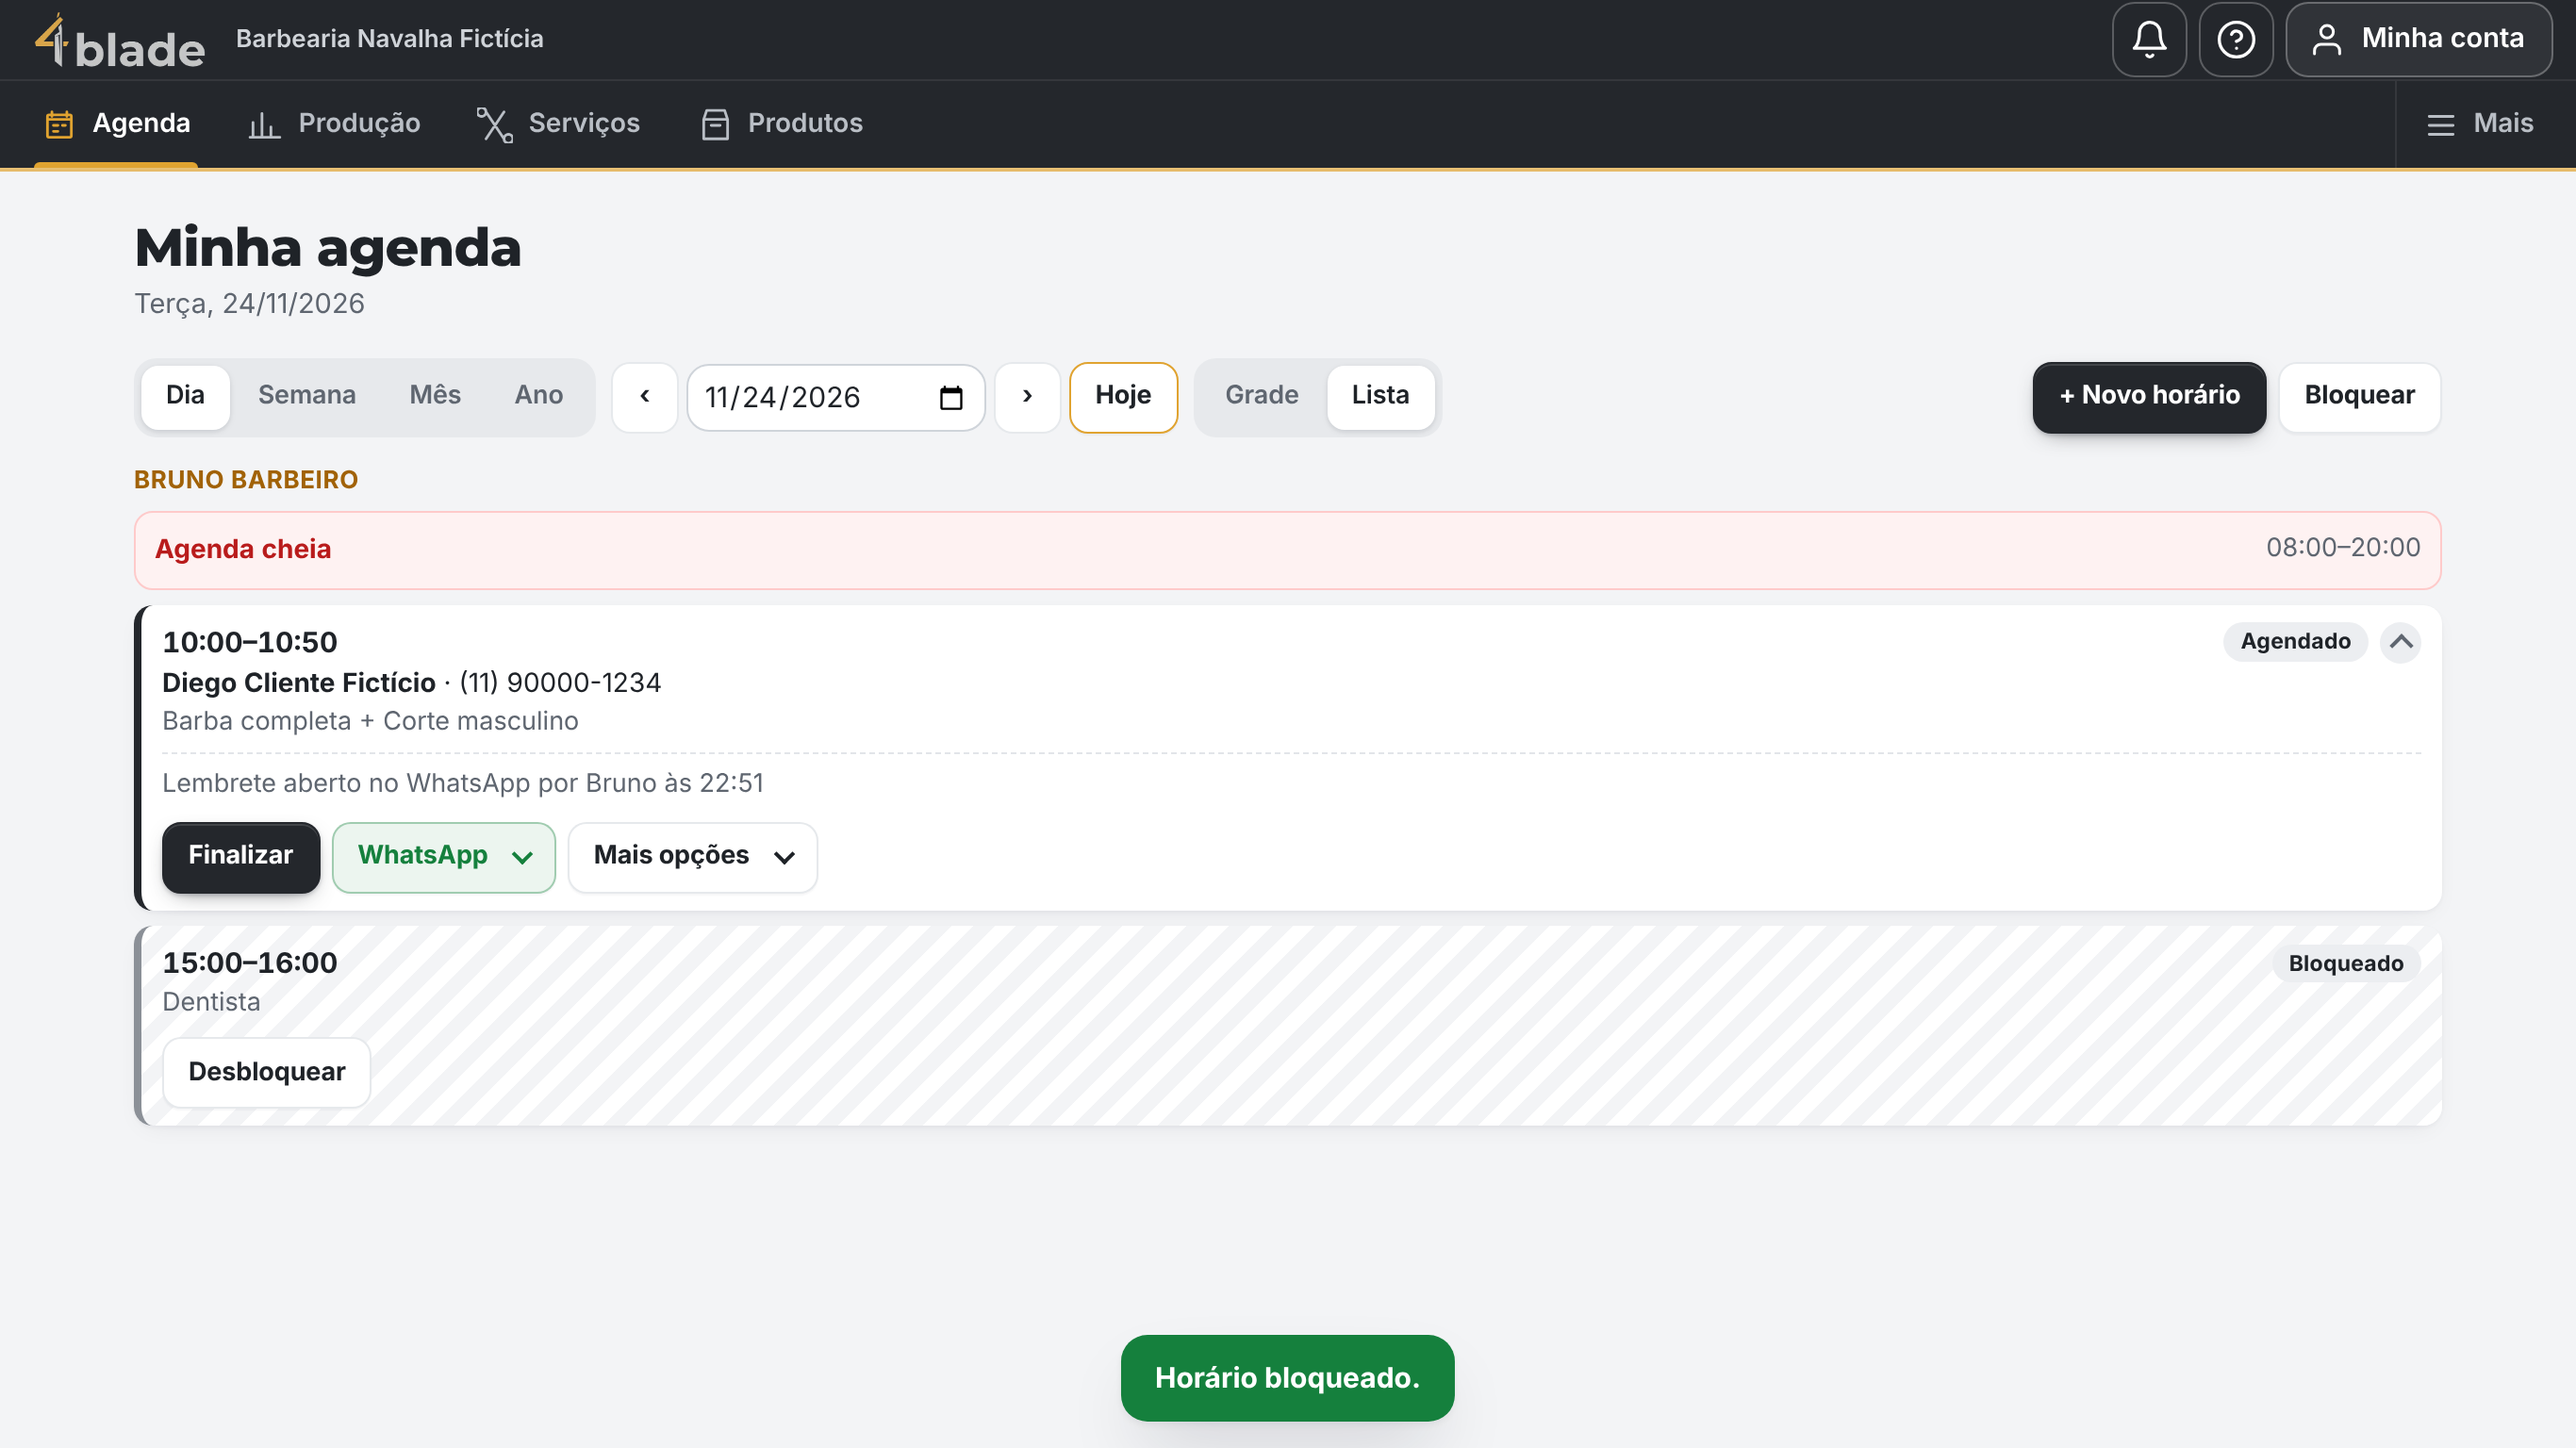 4blade Barbearia Navalha Fictícia Minha conta
Agenda Produção Serviços Produtos Mais
Minha agenda
Terça, 24/11/2026
Dia Semana Mês Ano ‹ 11/24/2026 › Hoje Grade Lista + Novo horário Bloquear
BRUNO BARBEIRO
Agenda cheia 08:00–20:00
10:00–10:50 Agendado
Diego Cliente Fictício · (11) 90000-1234
Barba completa + Corte masculino
Lembrete aberto no WhatsApp por Bruno às 22:51
Finalizar WhatsApp Mais opções
15:00–16:00 Bloqueado
Dentista
Desbloquear
Horário bloqueado.